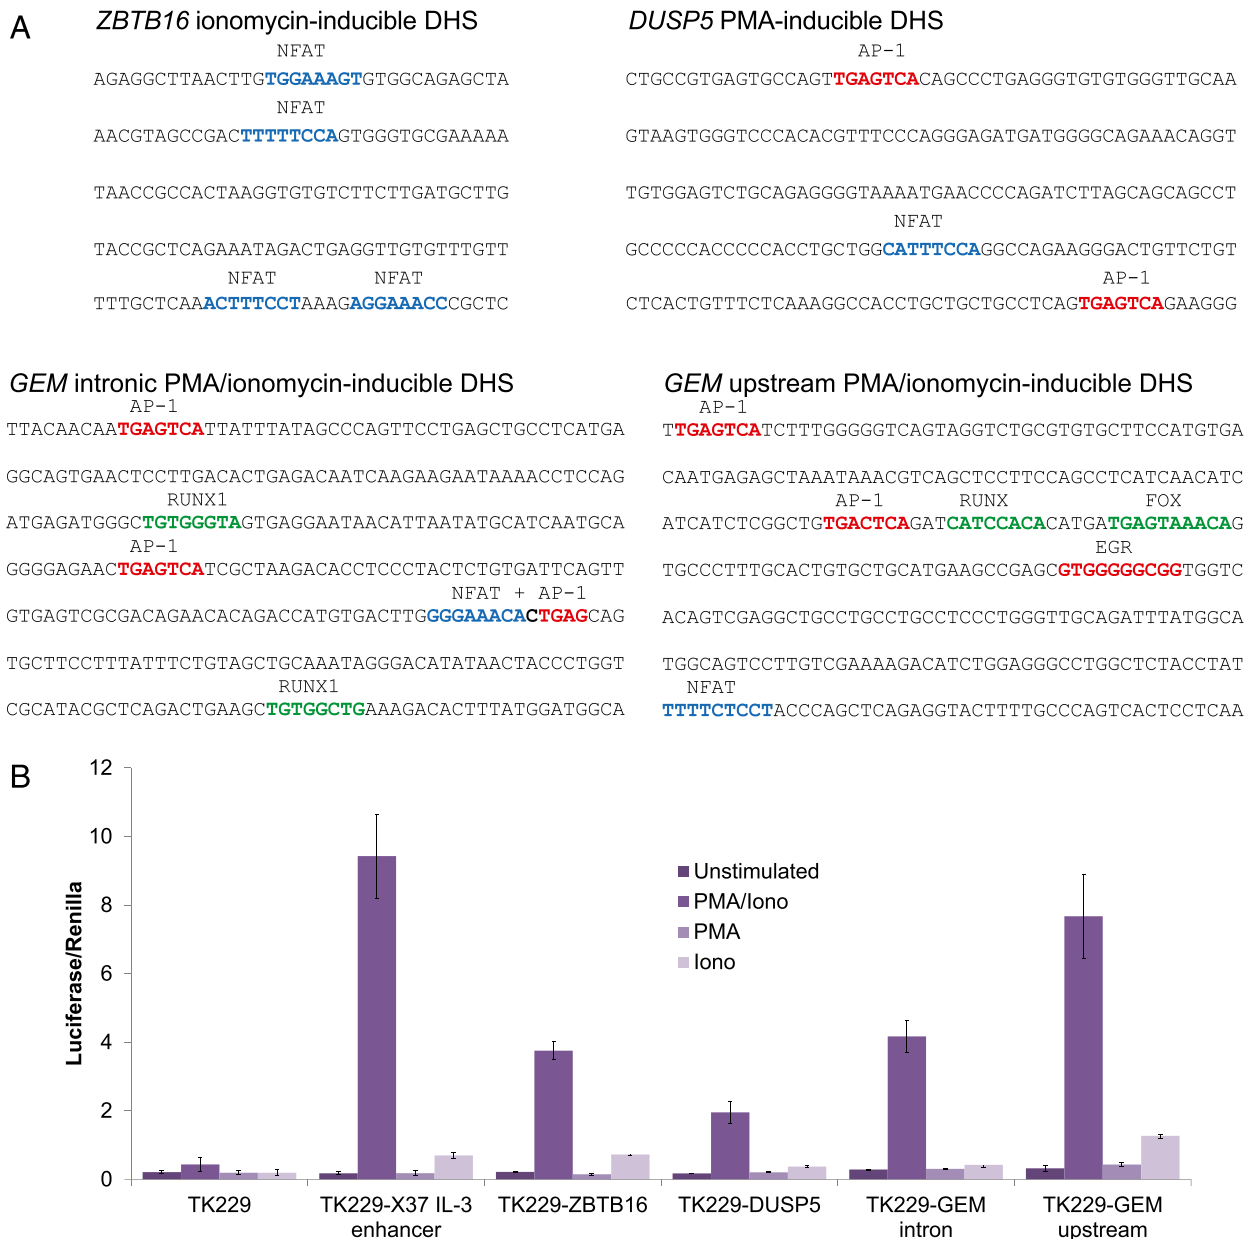 A
ZBTB16 ionomycin-inducible DHS
NFAT
AGAGGCTTAACTTGTGGAAAGTGTGGCAGAGCTA
NFAT
AACGTAGCCGACTTTTTCCAGTGGGTGCGAAAAA
TAACCGCCACTAAGGTGTGTCTTCTTGATGCTTG
TACCGCTCAGAAATAGACTGAGGTTGTGTTTGTT
NFAT NFAT
TTTGCTCAAACTTTCCTAAAGAGGAAACCCGCTC
DUSP5 PMA-inducible DHS
AP-1
CTGCCGTGAGTGCCAGTTGAGTCACAGCCCTGAGGGTGTGTGGGTTGCAA
GTAAGTGGGTCCCACACGTTTCCCAGGGAGATGATGGGGCAGAAACAGGT
TGTGGAGTCTGCAGAGGGGTAAAATGAACCCCAGATCTTAGCAGCAGCCT
NFAT
GCCCCCACCCCCACCTGCTGGCATTTCCAGGCCAGAAGGGACTGTTCTGT
AP-1
CTCACTGTTTCTCAAAGGCCACCTGCTGCTGCCTCAGTGAGTCAGAAGGG
GEM intronic PMA/ionomycin-inducible DHS
AP-1
TTACAACAATGAGTCATTATTTATAGCCCAGTTCCTGAGCTGCCTCATGA
GGCAGTGAACTCCTTGACACTGAGACAATCAAGAAGAATAAAACCTCCAG
RUNX1
ATGAGATGGGCTGTGGGTAGTGAGGAATAACATTAATATGCATCAATGCA
AP-1
GGGGAGAACTGAGTCATCGCTAAGACACCTCCCTACTCTGTGATTCAGTT
NFAT + AP-1
GTGAGTCGCGACAGAACACAGACCATGTGACTTGGGGAAACACTGAGCAG
TGCTTCCTTTATTTCTGTAGCTGCAAATAGGGACATATAACTACCCTGGT
RUNX1
CGCATACGCTCAGACTGAAGCTGTGGCTGAAAGACACTTTATGGATGGCA
GEM upstream PMA/ionomycin-inducible DHS
AP-1
TTGAGTCATCTTTGGGGGTCAGTAGGTCTGCGTGTGCTTCCATGTGA
CAATGAGAGCTAAATAAACGTCAGCTCCTTCCAGCCTCATCAACATC
AP-1 RUNX FOX
ATCATCTCGGCTGTGACTCAGATCATCCACACATGATGAGTAAACAG
EGR
TGCCCTTTGCACTGTGCTGCATGAAGCCGAGCGTGGGGGCGGTGGTC
ACAGTCGAGGCTGCCTGCCTGCCTCCCTGGTTGCAGATTTATGGCA
TGGCAGTCCTTGTCGAAAAGACATCTGGAGGGCCTGGCTCTACCTAT
NFAT
TTTTCTCCTACCCAGCTCAGAGGTACTTTTGCCCAGTCACTCCTCAA
B
12
10
8
6
4
2
0
Luciferase/Renilla
Unstimulated
PMA/Iono
PMA
Iono
TK229
TK229-X37 IL-3 enhancer
TK229-ZBTB16
TK229-DUSP5
TK229-GEM intron
TK229-GEM upstream